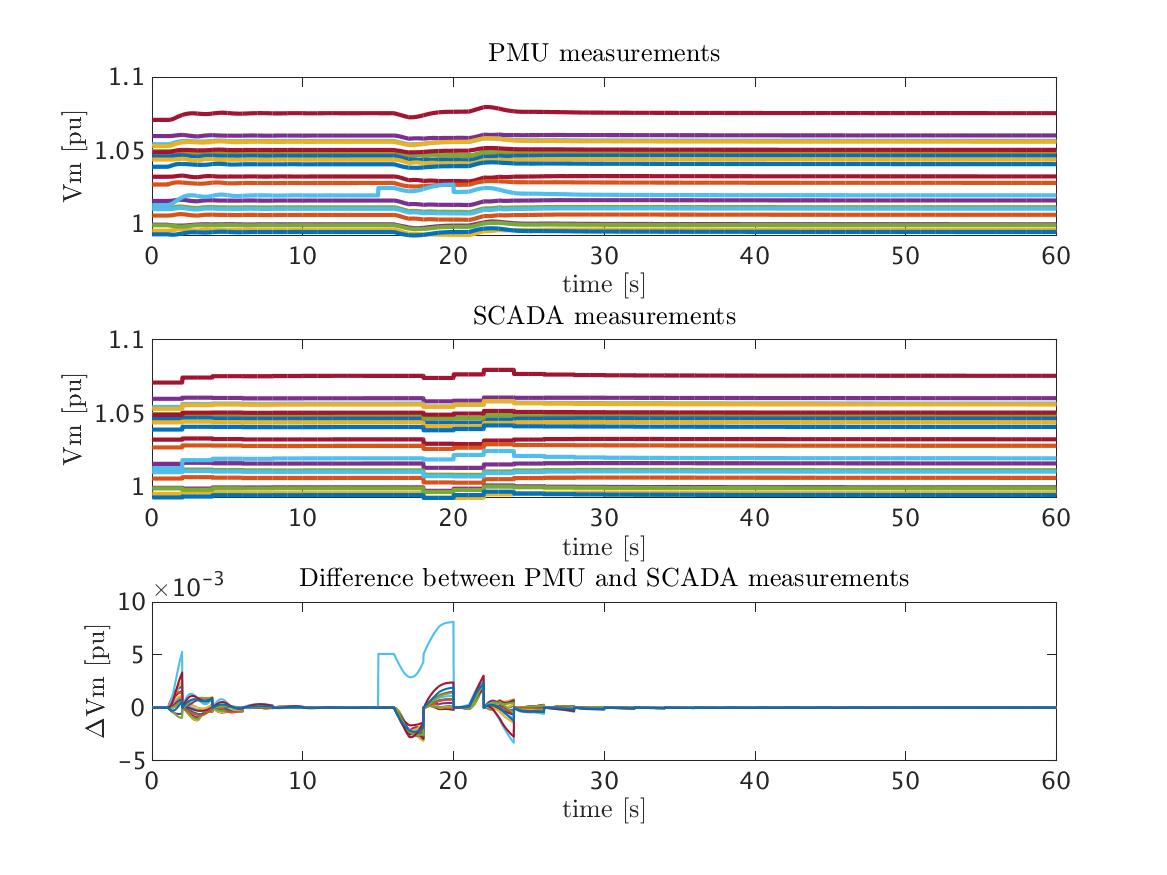 PMU measurements
1.1
1.05
1
Vm [pu]
0 10 20 30 40 50 60
time [s]
SCADA measurements
1.1
1.05
1
Vm [pu]
0 10 20 30 40 50 60
time [s]
Difference between PMU and SCADA measurements
×10⁻³
10
5
0
−5
ΔVm [pu]
0 10 20 30 40 50 60
time [s]